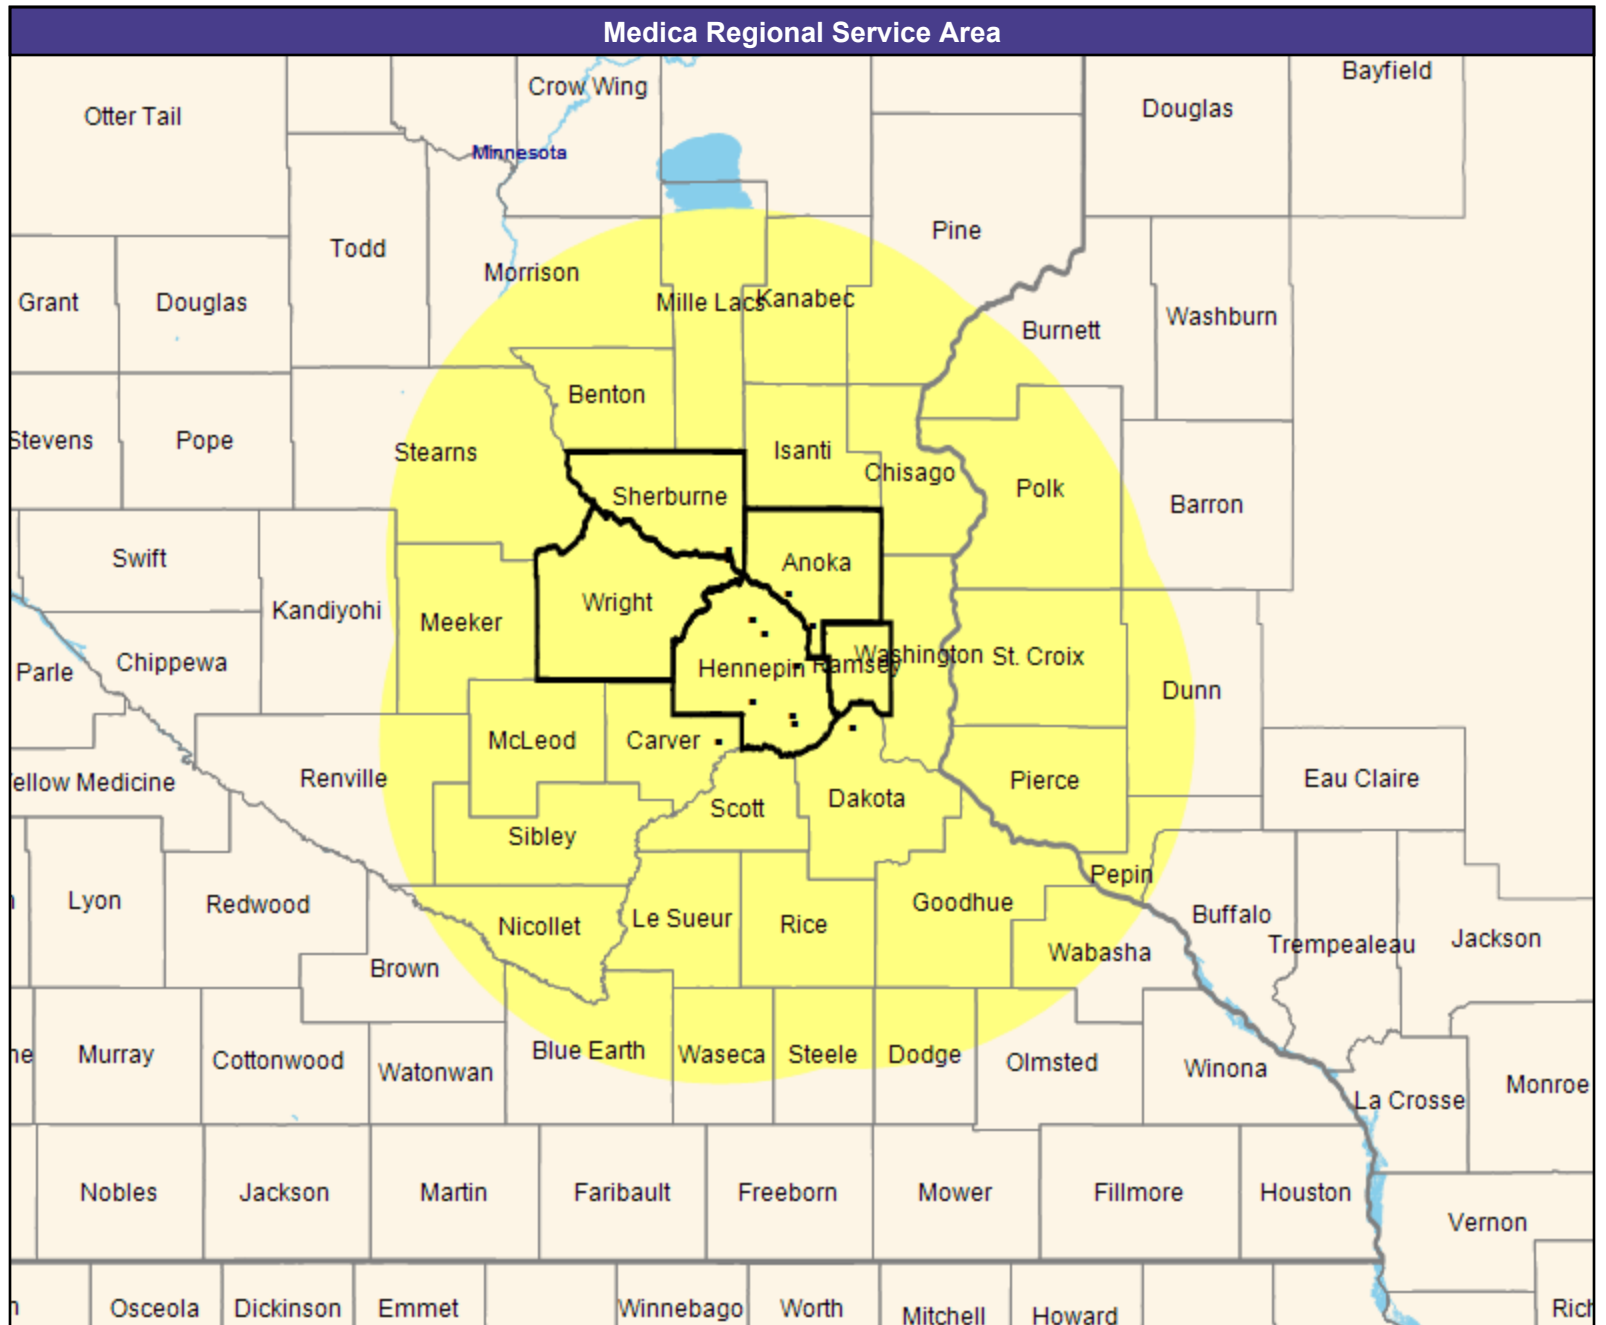 Medica Regional Service Area
Bayfield
Crow Wing
Douglas
Otter Tail
Minnesota
Pine
Todd
Morrison
Grant
Douglas
Mille Lacs
Kanabec
Washburn
Burnett
Benton
Stevens
Pope
Stearns
Isanti
Chisago
Polk
Sherburne
Barron
Swift
Anoka
Wright
Kandiyohi
Meeker
Washington
St. Croix
Parle
Chippewa
Hennepin
Ramsey
Dunn
McLeod
Carver
ellow Medicine
Renville
Pierce
Eau Claire
Scott
Dakota
Sibley
Pepin
Lyon
Redwood
Goodhue
Nicollet
Le Sueur
Rice
Buffalo
Trempealeau
Jackson
Wabasha
Brown
ne
Murray
Cottonwood
Watonwan
Blue Earth
Waseca
Steele
Dodge
Olmsted
Winona
Monroe
La Crosse
Nobles
Jackson
Martin
Faribault
Freeborn
Mower
Fillmore
Houston
Vernon
Osceola
Dickinson
Emmet
Winnebago
Worth
Mitchell
Howard
Rich